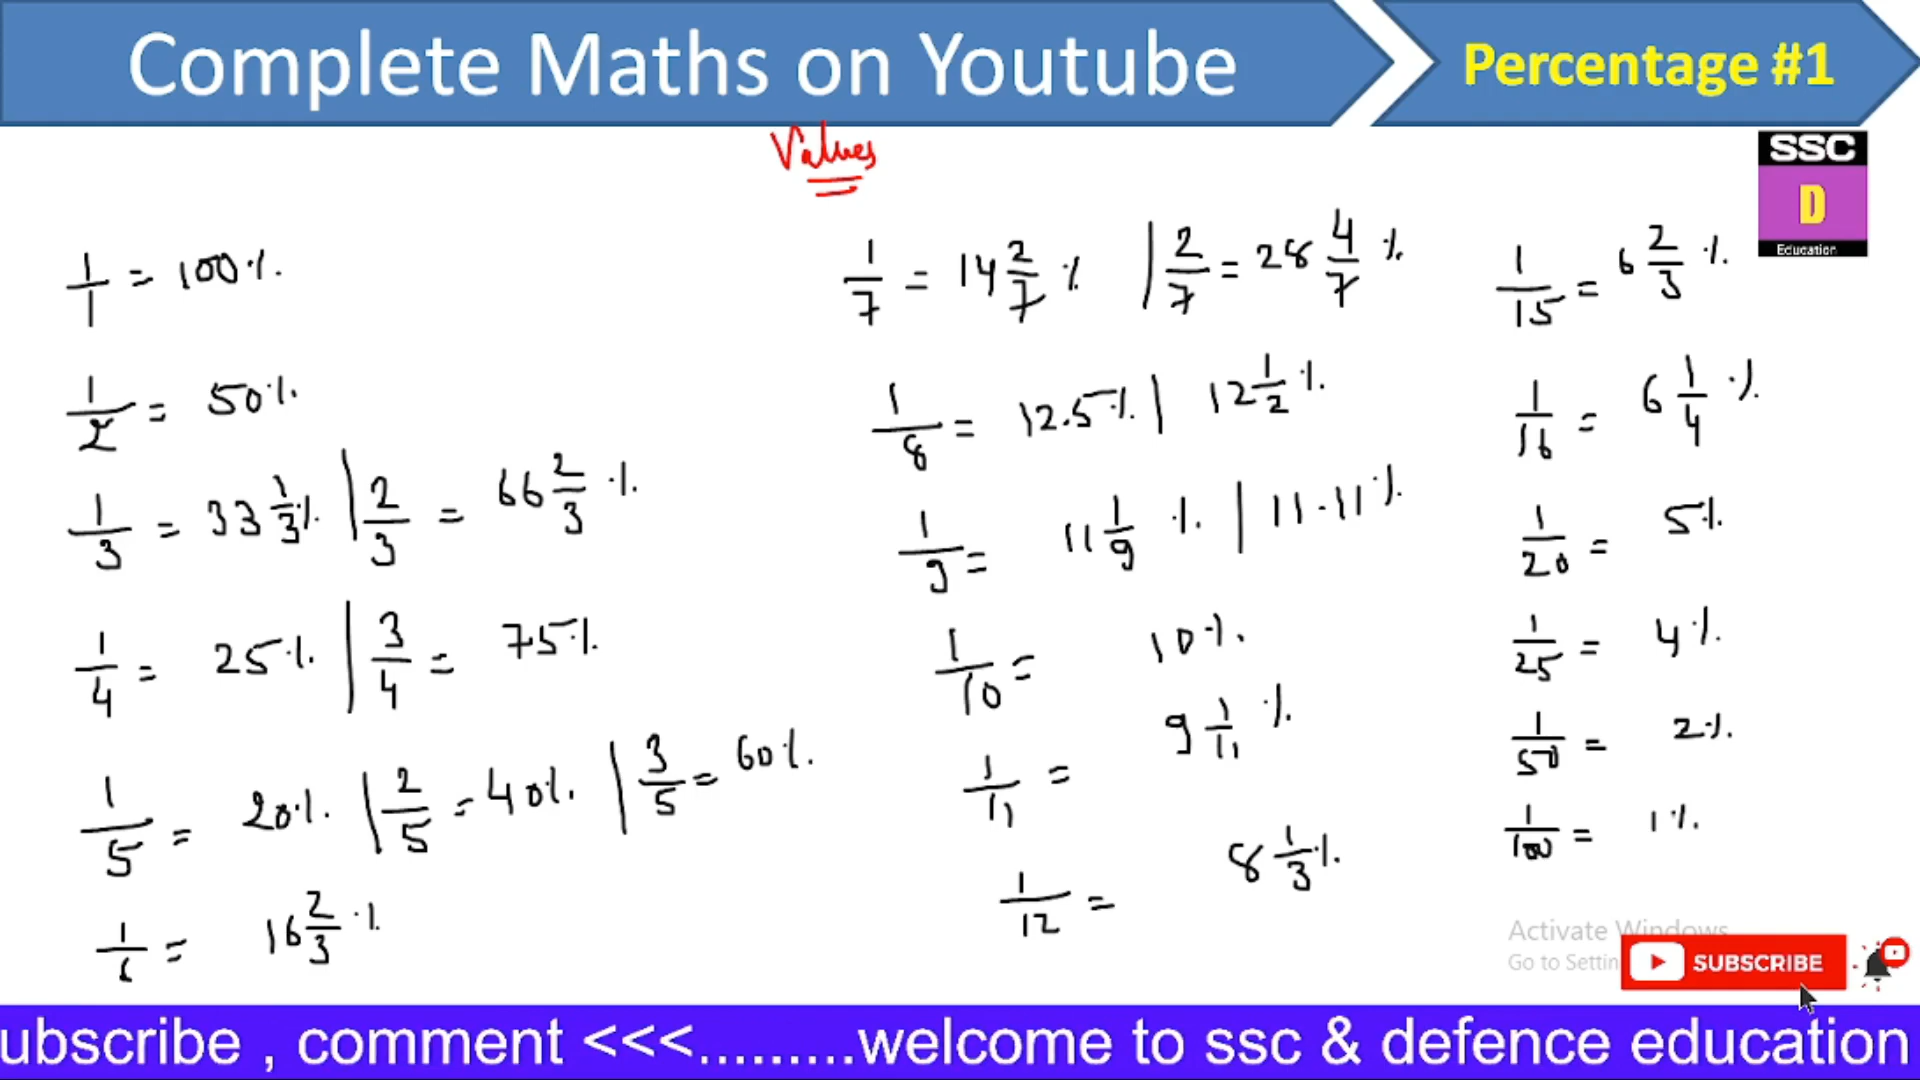 Complete Maths on Youtube
Percentage #1
Values
SSC
D
Education
1/1 = 100%
1/2 = 50%
1/3 = 33 1/3% | 2/3 = 66 2/3 %
1/4 = 25% | 3/4 = 75%
1/5 = 20% | 2/5 = 40% | 3/5 = 60%
1/6 = 16 2/3 %
1/7 = 14 2/7 % | 2/7 = 28 4/7 %
1/8 = 12.5% | 12 1/2 %
1/9 = 11 1/9 % | 11.11%
1/10 = 10%
1/11 = 9 1/11 %
1/12 = 8 1/3 %
1/15 = 6 2/3 %
1/16 = 6 1/4 %
1/20 = 5%
1/25 = 4%
1/50 = 2%
1/100 = 1%
Activate Windows
Go to Settin
SUBSCRIBE
ubscribe , comment <<<.........welcome to ssc & defence education